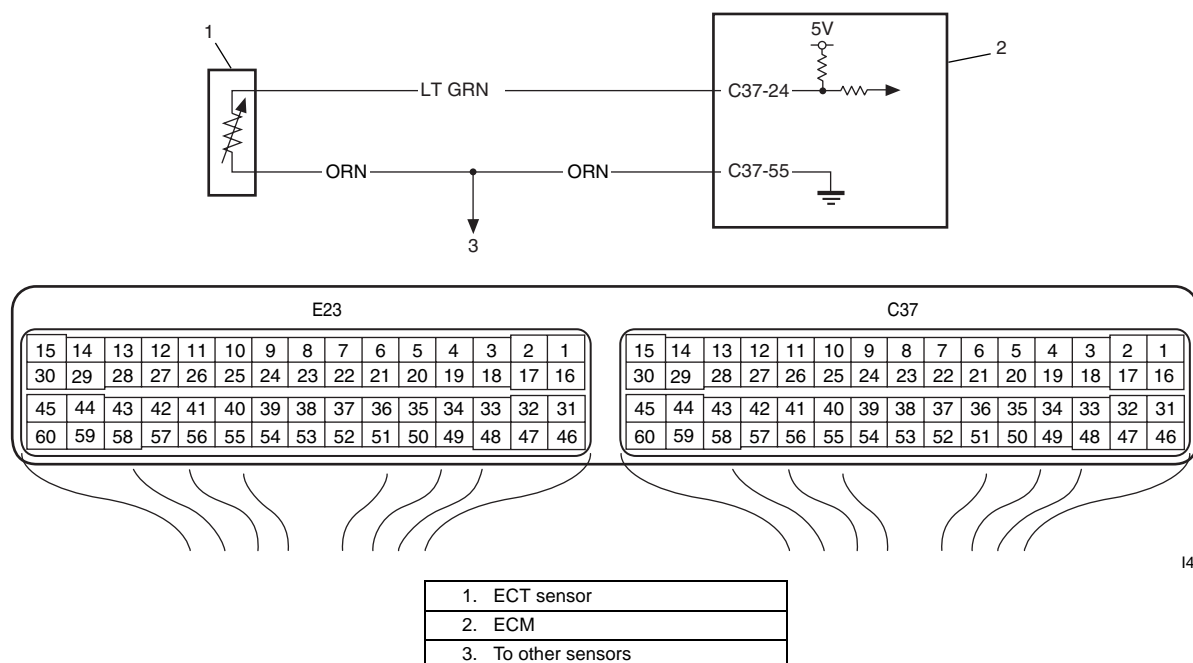 1
5V
2
LT GRN
C37-24
ORN
ORN
C37-55
3
E23
C37
15 14 13 12 11 10 9 8 7 6 5 4 3 2 1
30 29 28 27 26 25 24 23 22 21 20 19 18 17 16
45 44 43 42 41 40 39 38 37 36 35 34 33 32 31
60 59 58 57 56 55 54 53 52 51 50 49 48 47 46
15 14 13 12 11 10 9 8 7 6 5 4 3 2 1
30 29 28 27 26 25 24 23 22 21 20 19 18 17 16
45 44 43 42 41 40 39 38 37 36 35 34 33 32 31
60 59 58 57 56 55 54 53 52 51 50 49 48 47 46
1. ECT sensor
2. ECM
3. To other sensors